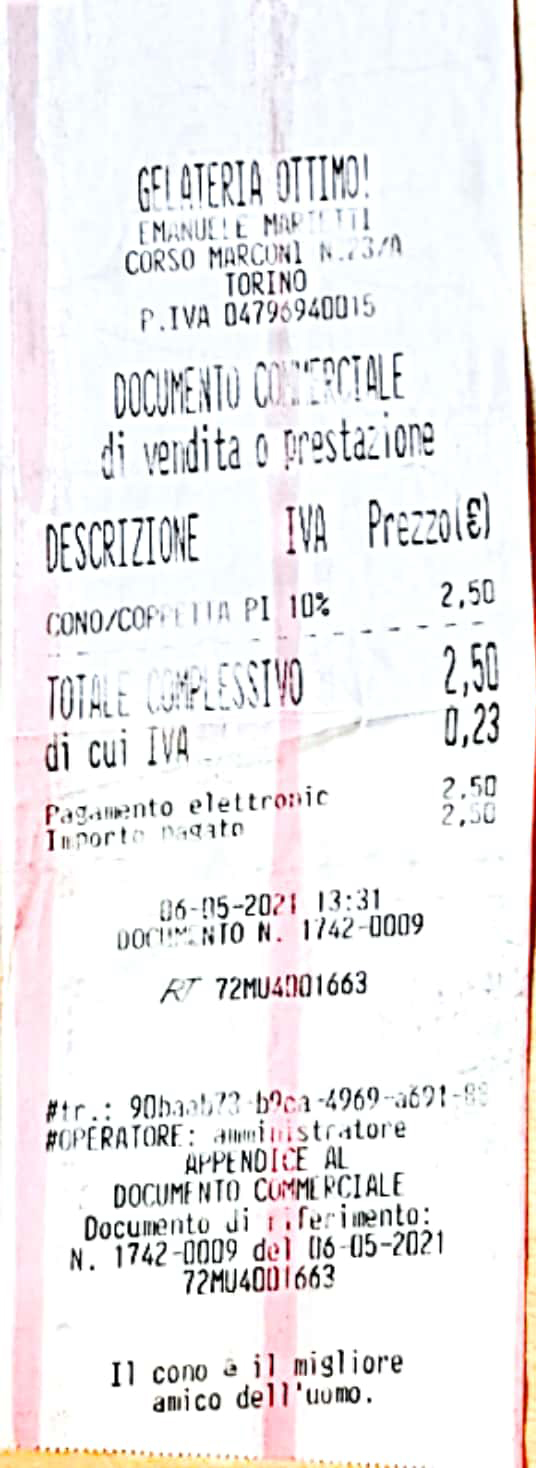 GELATERIA OTTIMO!
EMANUELE MARIETTI
CORSO MARCONI N.23/A
TORINO
P.IVA 04796940015
DOCUMENTO COMMERCIALE
di vendita o prestazione
DESCRIZIONE IVA Prezzo(€)
CONO/COPPETTA PI 10% 2,50
TOTALE COMPLESSIVO 2,50
di cui IVA 0,23
Pagamento elettronic 2,50
Importo pagato 2,50
06-05-2021 13:31
DOCUMENTO N. 1742-0009
RT 72MU4001663
#tr.: 90baab73-b9ca-4969-a691-
#OPERATORE: amministratore
APPENDICE AL
DOCUMENTO COMMERCIALE
Documento di riferimento:
N. 1742-0009 del 06-05-2021
72MU4001663
Il cono è il migliore
amico dell'uomo.